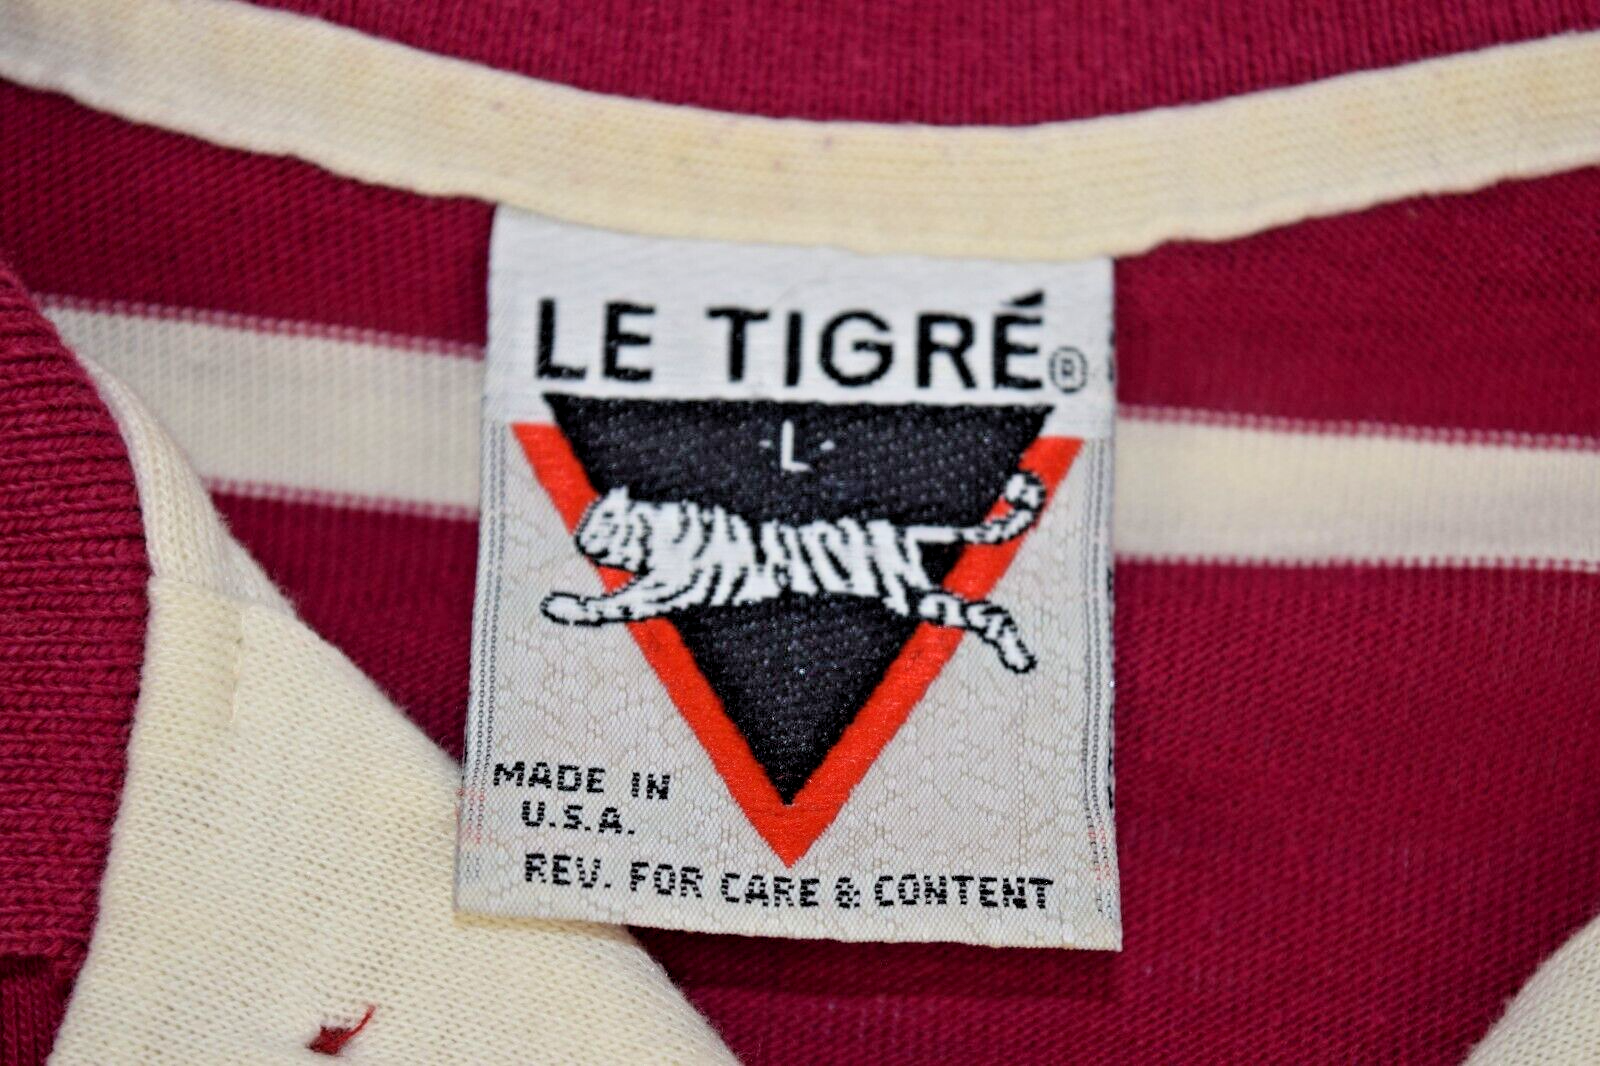 LE TIGRÉ®
L
MADE IN
U.S.A.
REV. FOR CARE & CONTENT